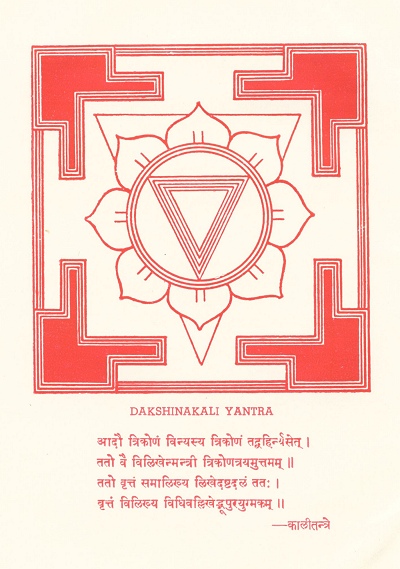 DAKSHINAKALI YANTRA
आदौ त्रिकोणं विन्यस्य त्रिकोणं तद्वहिर्न्यसेत् ।
ततो वै विलिखेन्मन्त्री त्रिकोणत्रयमुत्तमम् ॥
ततो वृत्तं समालिख्य लिखेदष्टदलं ततः ।
वृत्तं विलिख्य विधिवल्लिखेद्भूपुरयुग्मकम् ॥
—कालीतन्त्रे